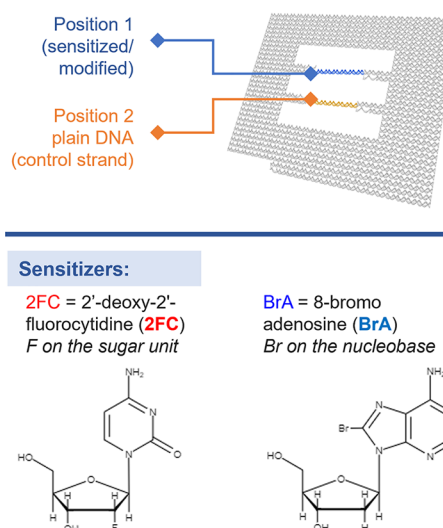 Position 1
(sensitized/
modified)
Position 2
plain DNA
(control strand)
Sensitizers:
2FC = 2'-deoxy-2'-
fluorocytidine (2FC)
F on the sugar unit
BrA = 8-bromo
adenosine (BrA)
Br on the nucleobase
NH2
N
N
O
HO
O
H
H
H
H
OH
F
NH2
N
Br
N
N
HO
O
H
H
H
H
OH
H